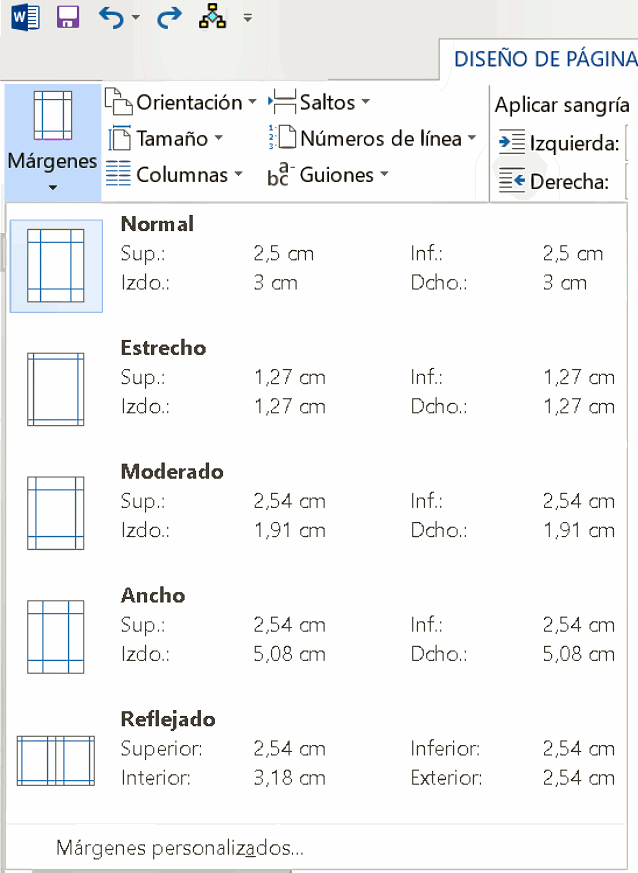 DISEÑO DE PÁGINA
Márgenes
Orientación
Tamaño
Columnas
Saltos
Números de línea
Guiones
Aplicar sangría
Izquierda:
Derecha:
Normal
Sup.: 2,5 cm Inf.: 2,5 cm
Izdo.: 3 cm Dcho.: 3 cm
Estrecho
Sup.: 1,27 cm Inf.: 1,27 cm
Izdo.: 1,27 cm Dcho.: 1,27 cm
Moderado
Sup.: 2,54 cm Inf.: 2,54 cm
Izdo.: 1,91 cm Dcho.: 1,91 cm
Ancho
Sup.: 2,54 cm Inf.: 2,54 cm
Izdo.: 5,08 cm Dcho.: 5,08 cm
Reflejado
Superior: 2,54 cm Inferior: 2,54 cm
Interior: 3,18 cm Exterior: 2,54 cm
Márgenes personalizados...